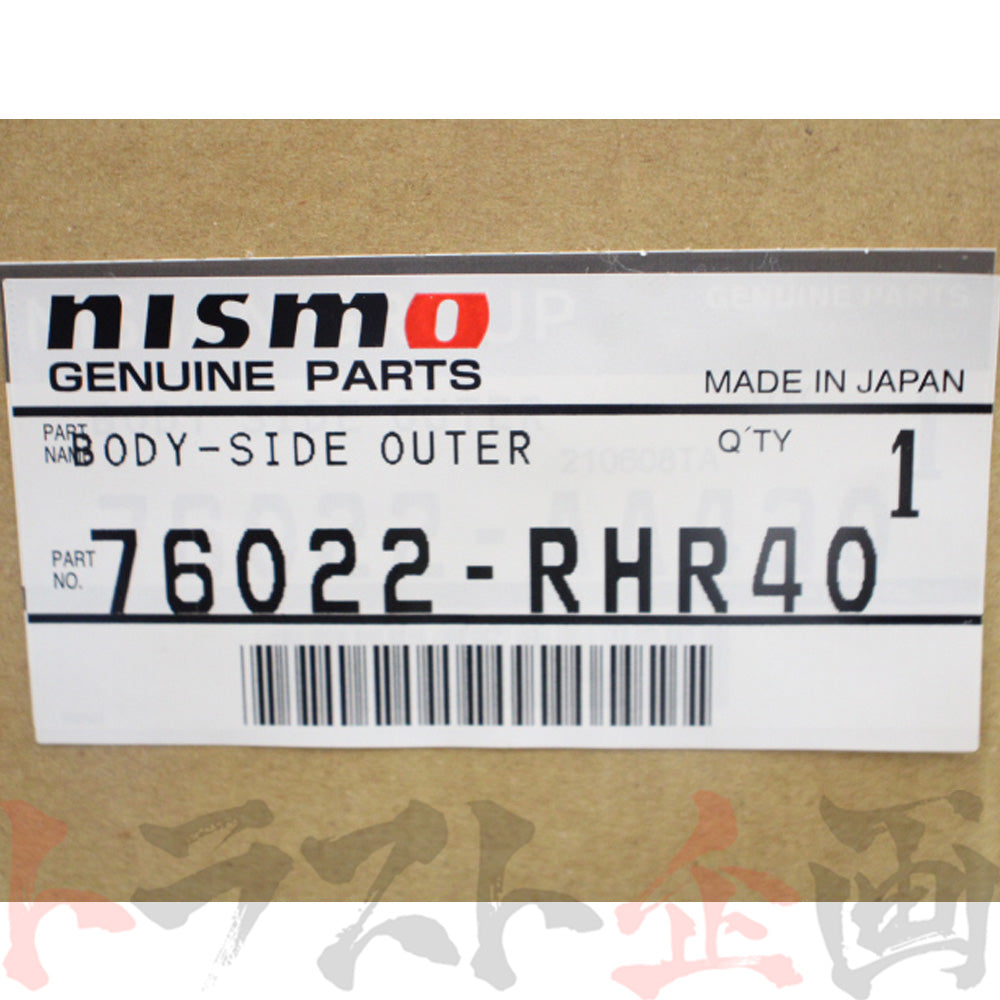 nismo
GENUINE PARTS
MADE IN JAPAN
PART NAME BODY-SIDE OUTER Q'TY 1
210608TA
PART NO. 76022-RHR40
トラスト企画